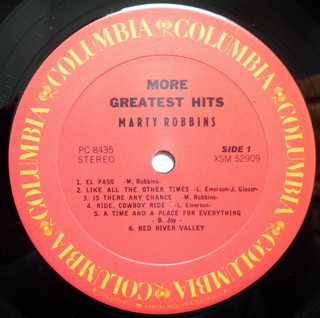 COLUMBIA COLUMBIA COLUMBIA COLUMBIA COLUMBIA COLUMBIA
MORE
GREATEST HITS
MARTY ROBBINS
PC 8435
STEREO
SIDE 1
XSM 52909
1. EL PASO -M. Robbins-
2. LIKE ALL THE OTHER TIMES -L. Emerson-J. Glaser-
3. IS THERE ANY CHANCE -M. Robbins-
4. RIDE, COWBOY RIDE -L. Emerson-
5. A TIME AND A PLACE FOR EVERYTHING
- B. Joy -
6. RED RIVER VALLEY